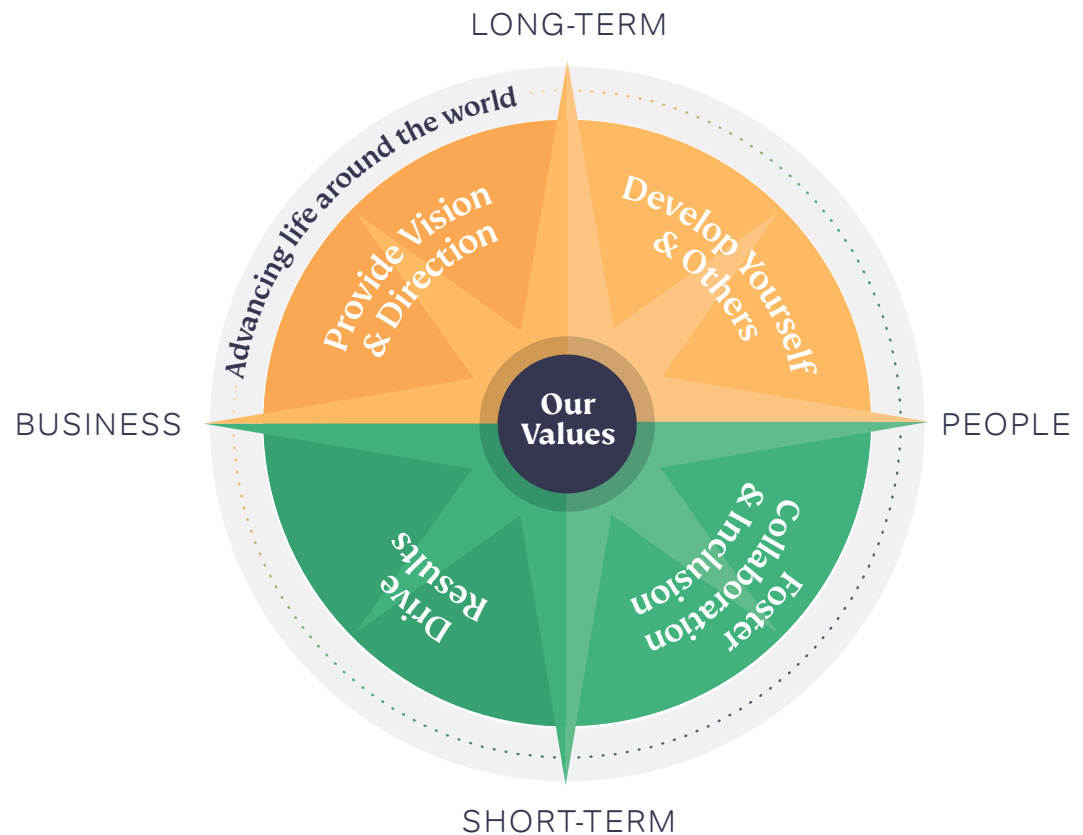 LONG-TERM
Advancing life around the world
Provide Vision
& Direction
Develop Yourself
& Others
BUSINESS
Our
Values
PEOPLE
Drive
Results
Foster
Collaboration
& Inclusion
SHORT-TERM